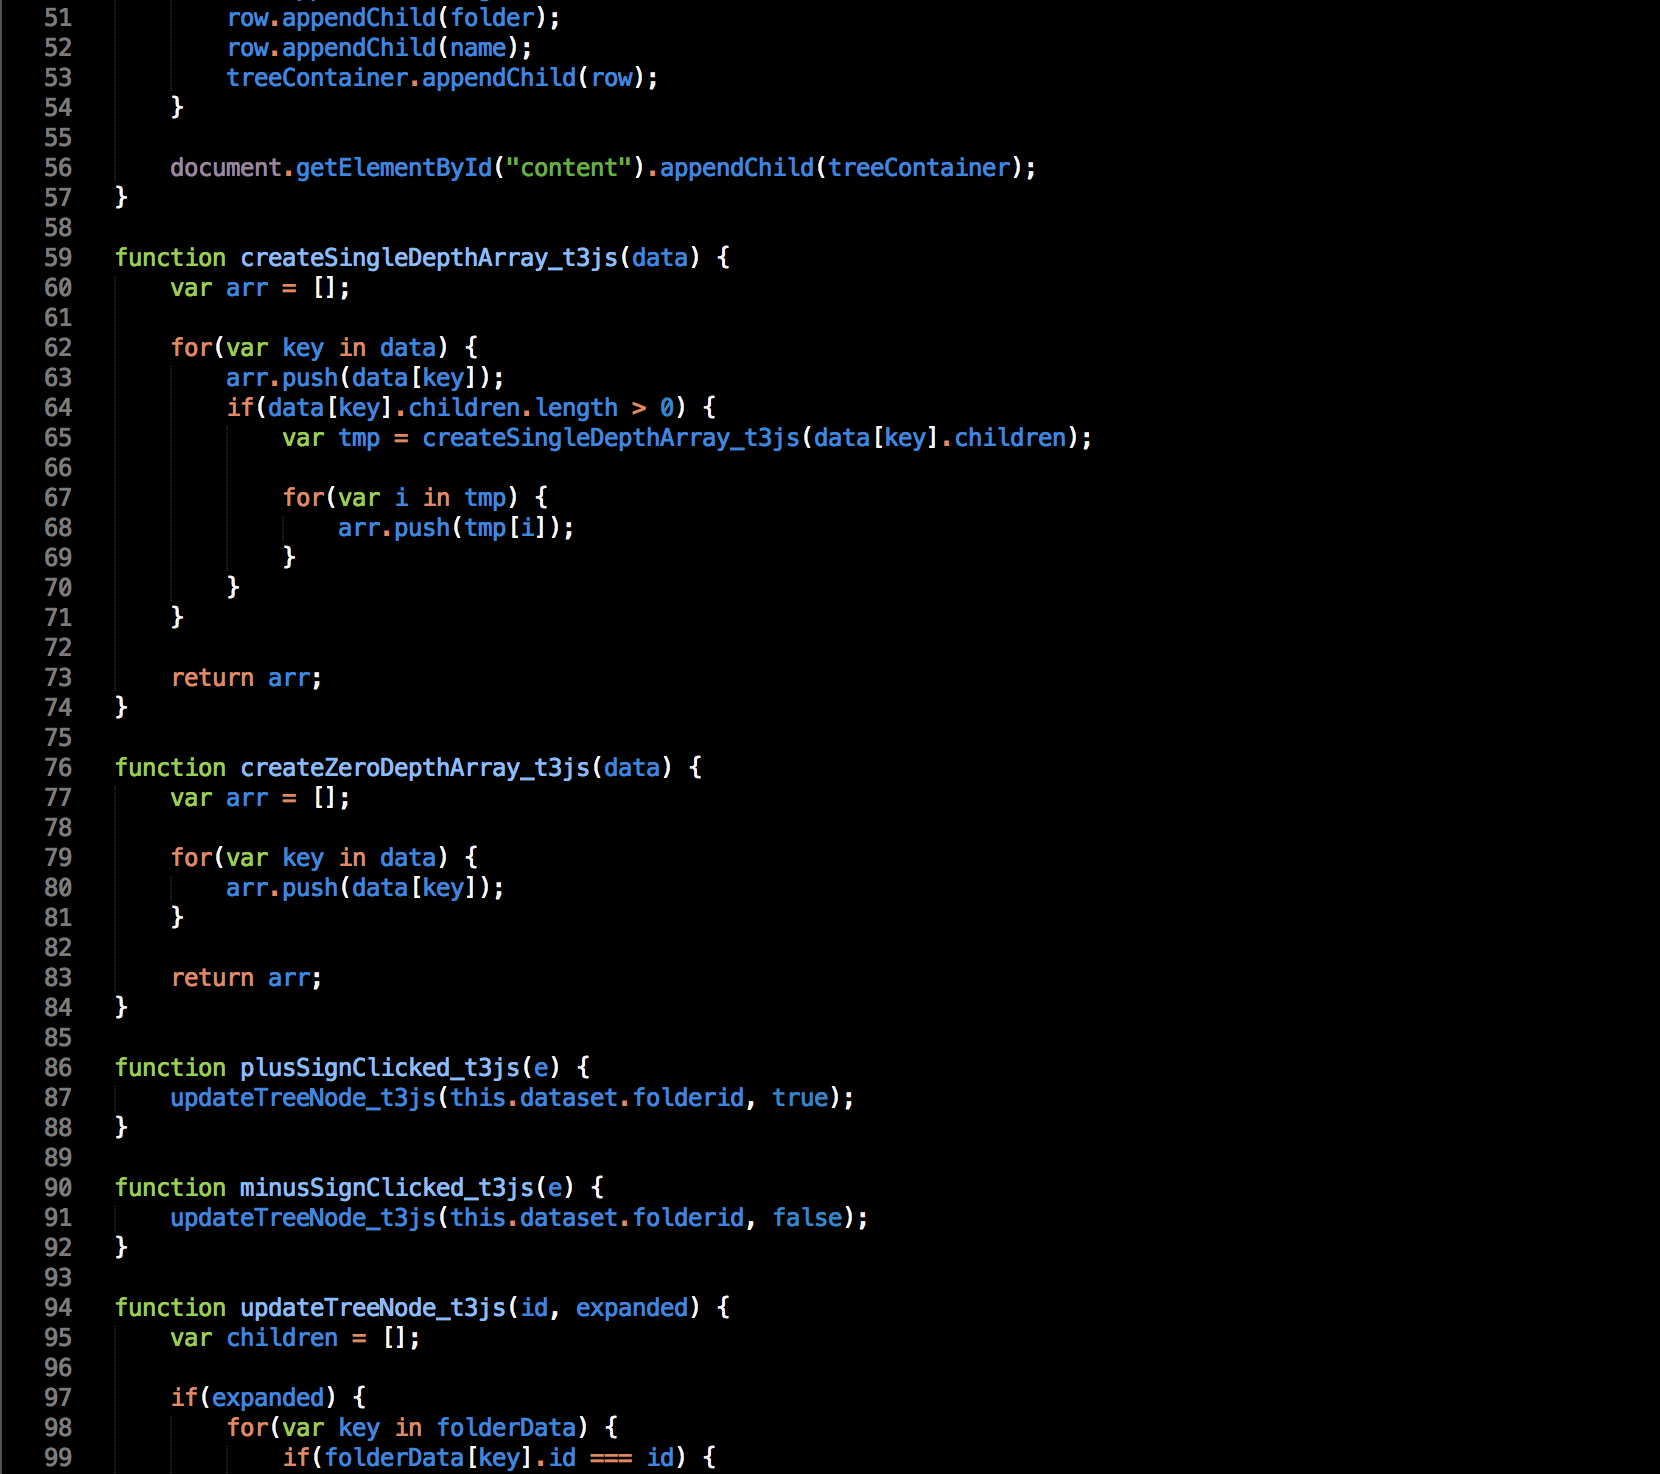 51 row.appendChild(folder);
52 row.appendChild(name);
53 treeContainer.appendChild(row);
54 }
55
56 document.getElementById("content").appendChild(treeContainer);
57 }
58
59 function createSingleDepthArray_t3js(data) {
60 var arr = [];
61
62 for(var key in data) {
63 arr.push(data[key]);
64 if(data[key].children.length > 0) {
65 var tmp = createSingleDepthArray_t3js(data[key].children);
66
67 for(var i in tmp) {
68 arr.push(tmp[i]);
69 }
70 }
71 }
72
73 return arr;
74 }
75
76 function createZeroDepthArray_t3js(data) {
77 var arr = [];
78
79 for(var key in data) {
80 arr.push(data[key]);
81 }
82
83 return arr;
84 }
85
86 function plusSignClicked_t3js(e) {
87 updateTreeNode_t3js(this.dataset.folderid, true);
88 }
89
90 function minusSignClicked_t3js(e) {
91 updateTreeNode_t3js(this.dataset.folderid, false);
92 }
93
94 function updateTreeNode_t3js(id, expanded) {
95 var children = [];
96
97 if(expanded) {
98 for(var key in folderData) {
99 if(folderData[key].id === id) {